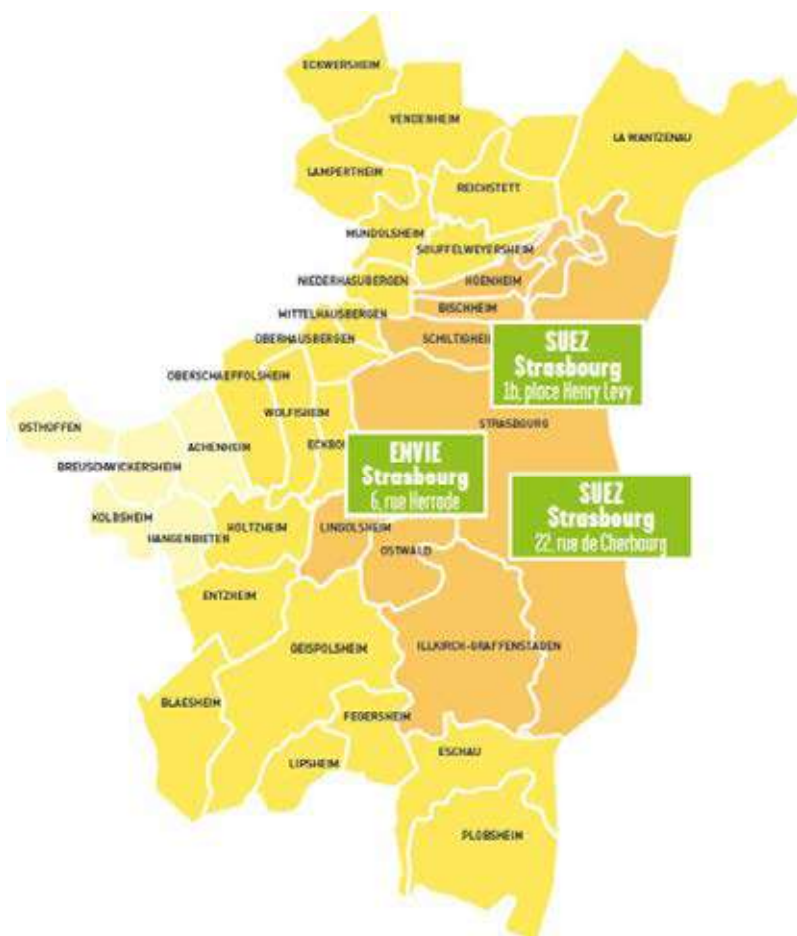 ECKWERSHEIM
VENDENHEIM
LA WANTZENAU
LAMPERTHEIM
REICHSTETT
MUNDOLSHEIM
SOUFFELWEYERSHEIM
NIEDERHASUBERGEN
HOENHEIM
BISCHHEIM
MITTELHAUSBERGEN
OBERHAUSBERGEN
SCHILTIGHEI
SUEZ
Strasbourg
1b, place Henry Levy
OBERSCHAEFFOLSHEIM
WOLFISHEIM
STRASBOURG
OSTHOFFEN
ACHENHEIM
ECKBO
BREUSCHWICKERSHEIM
ENVIE
Strasbourg
6, rue Herrade
SUEZ
Strasbourg
22, rue de Cherbourg
KOLBSHEIM
HANGENBIETEN
HOLTZHEIM
LINGOLSHEIM
OSTWALD
ENTZHEIM
GEISPOLSHEIM
ILLKIRCH-GRAFFENSTADEN
BLAESHEIM
FEGERSHEIM
LIPSHEIM
ESCHAU
PLOBSHEIM